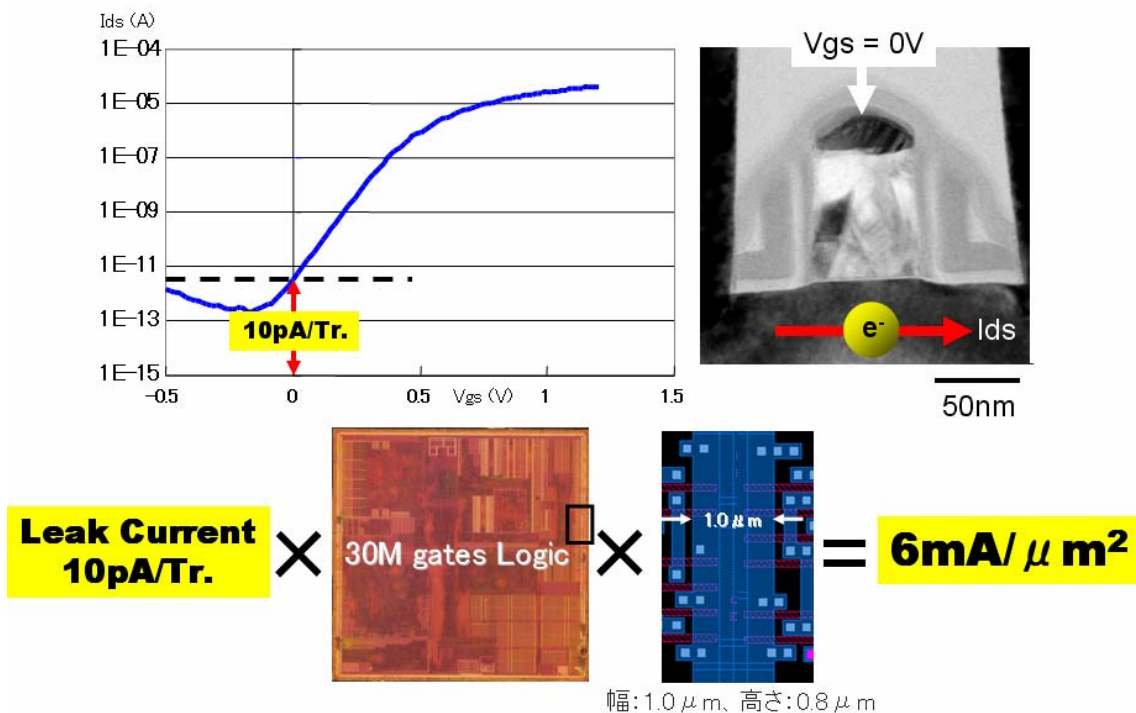 Ids (A)
1E-04
1E-05
1E-07
1E-09
1E-11
1E-13
1E-15
-0.5
0
0.5
Vgs (V)
1
1.5
10pA/Tr.
Vgs = 0V
e-
Ids
50nm
Leak Current
10pA/Tr.
×
30M gates Logic
×
1.0μm
=
6mA/μm²
幅:1.0μm、高さ:0.8μm